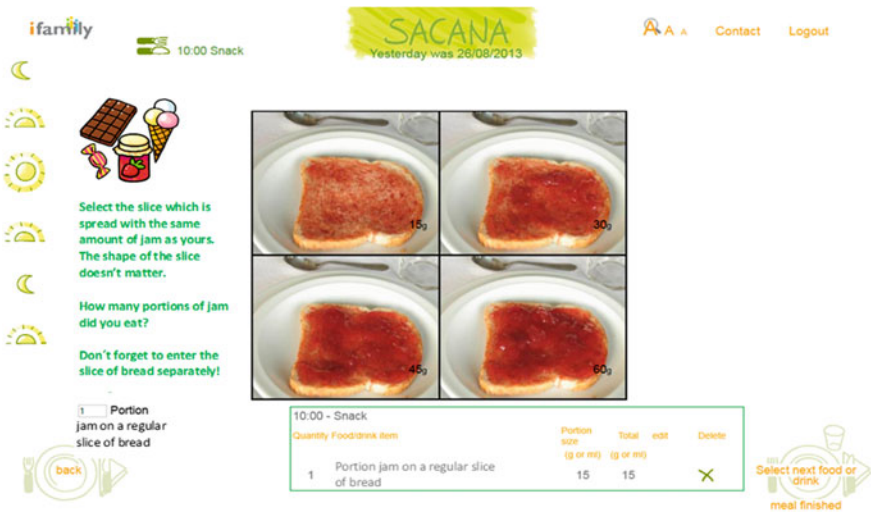 ifamily
10:00 Snack
SACANA
Yesterday was 26/08/2013
A A A
Contact
Logout
Select the slice which is
spread with the same
amount of jam as yours.
The shape of the slice
doesn't matter.
How many portions of jam
did you eat?
Don´t forget to enter the
slice of bread separately!
1 Portion
jam on a regular
slice of bread
15g
30g
45g
60g
10:00 - Snack
Quantity Food/drink item Portion size (g or ml) Total (g or ml) edit Delete
1 Portion jam on a regular slice of bread 15 15
back
Select next food or
drink
meal finished